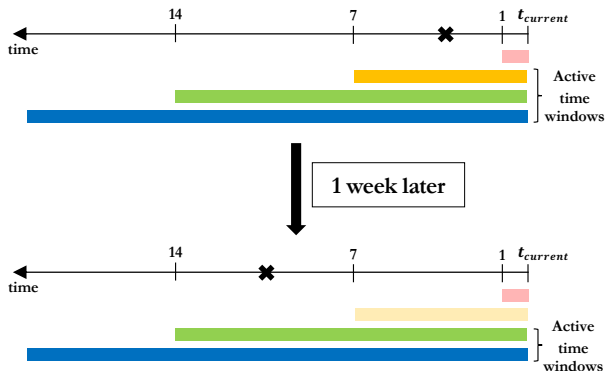 14 7 1 t_current
time
Active
time
windows
1 week later
14 7 1 t_current
time
Active
time
windows